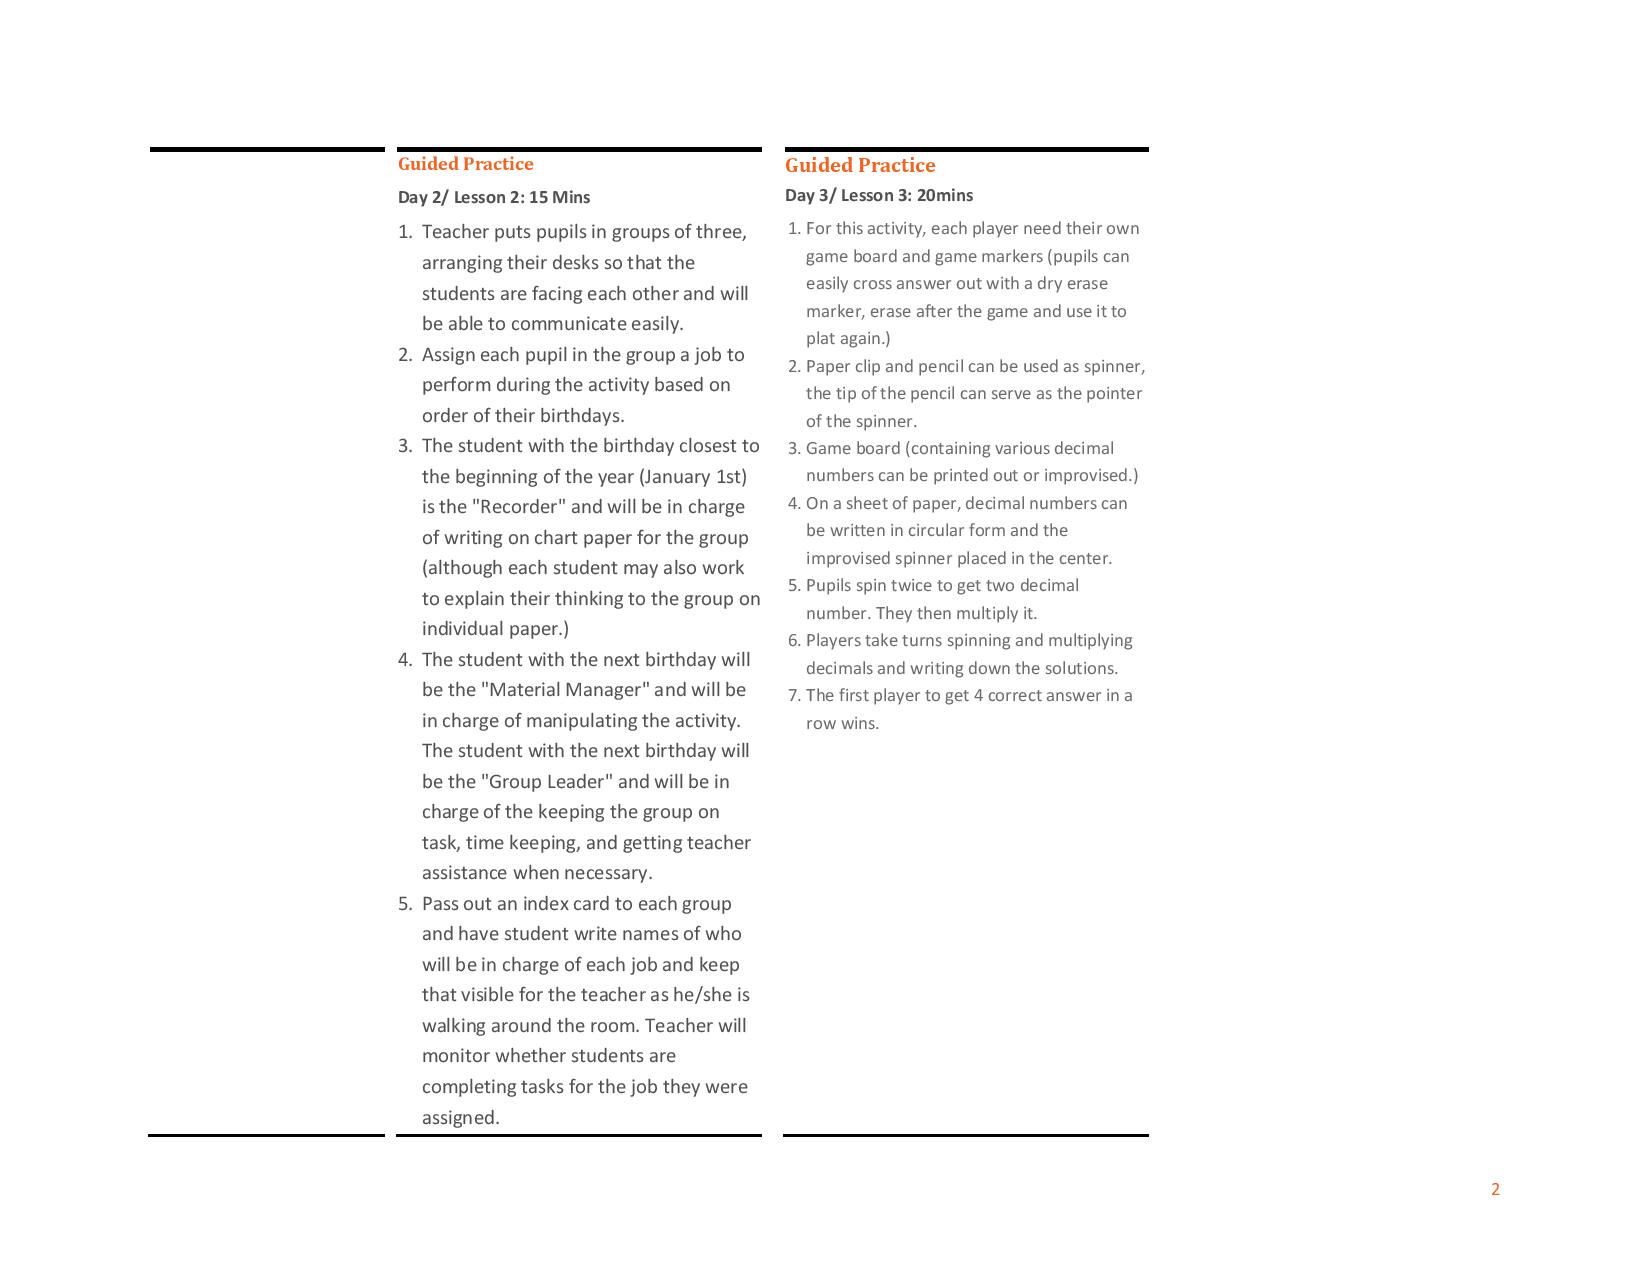 Guided Practice
Day 2/ Lesson 2: 15 Mins
1. Teacher puts pupils in groups of three,
arranging their desks so that the
students are facing each other and will
be able to communicate easily.
2. Assign each pupil in the group a job to
perform during the activity based on
order of their birthdays.
3. The student with the birthday closest to
the beginning of the year (January 1st)
is the "Recorder" and will be in charge
of writing on chart paper for the group
(although each student may also work
to explain their thinking to the group on
individual paper.)
4. The student with the next birthday will
be the "Material Manager" and will be
in charge of manipulating the activity.
The student with the next birthday will
be the "Group Leader" and will be in
charge of the keeping the group on
task, time keeping, and getting teacher
assistance when necessary.
5. Pass out an index card to each group
and have student write names of who
will be in charge of each job and keep
that visible for the teacher as he/she is
walking around the room. Teacher will
monitor whether students are
completing tasks for the job they were
assigned.
Guided Practice
Day 3/ Lesson 3: 20mins
1. For this activity, each player need their own
game board and game markers (pupils can
easily cross answer out with a dry erase
marker, erase after the game and use it to
plat again.)
2. Paper clip and pencil can be used as spinner,
the tip of the pencil can serve as the pointer
of the spinner.
3. Game board (containing various decimal
numbers can be printed out or improvised.)
4. On a sheet of paper, decimal numbers can
be written in circular form and the
improvised spinner placed in the center.
5. Pupils spin twice to get two decimal
number. They then multiply it.
6. Players take turns spinning and multiplying
decimals and writing down the solutions.
7. The first player to get 4 correct answer in a
row wins.
2